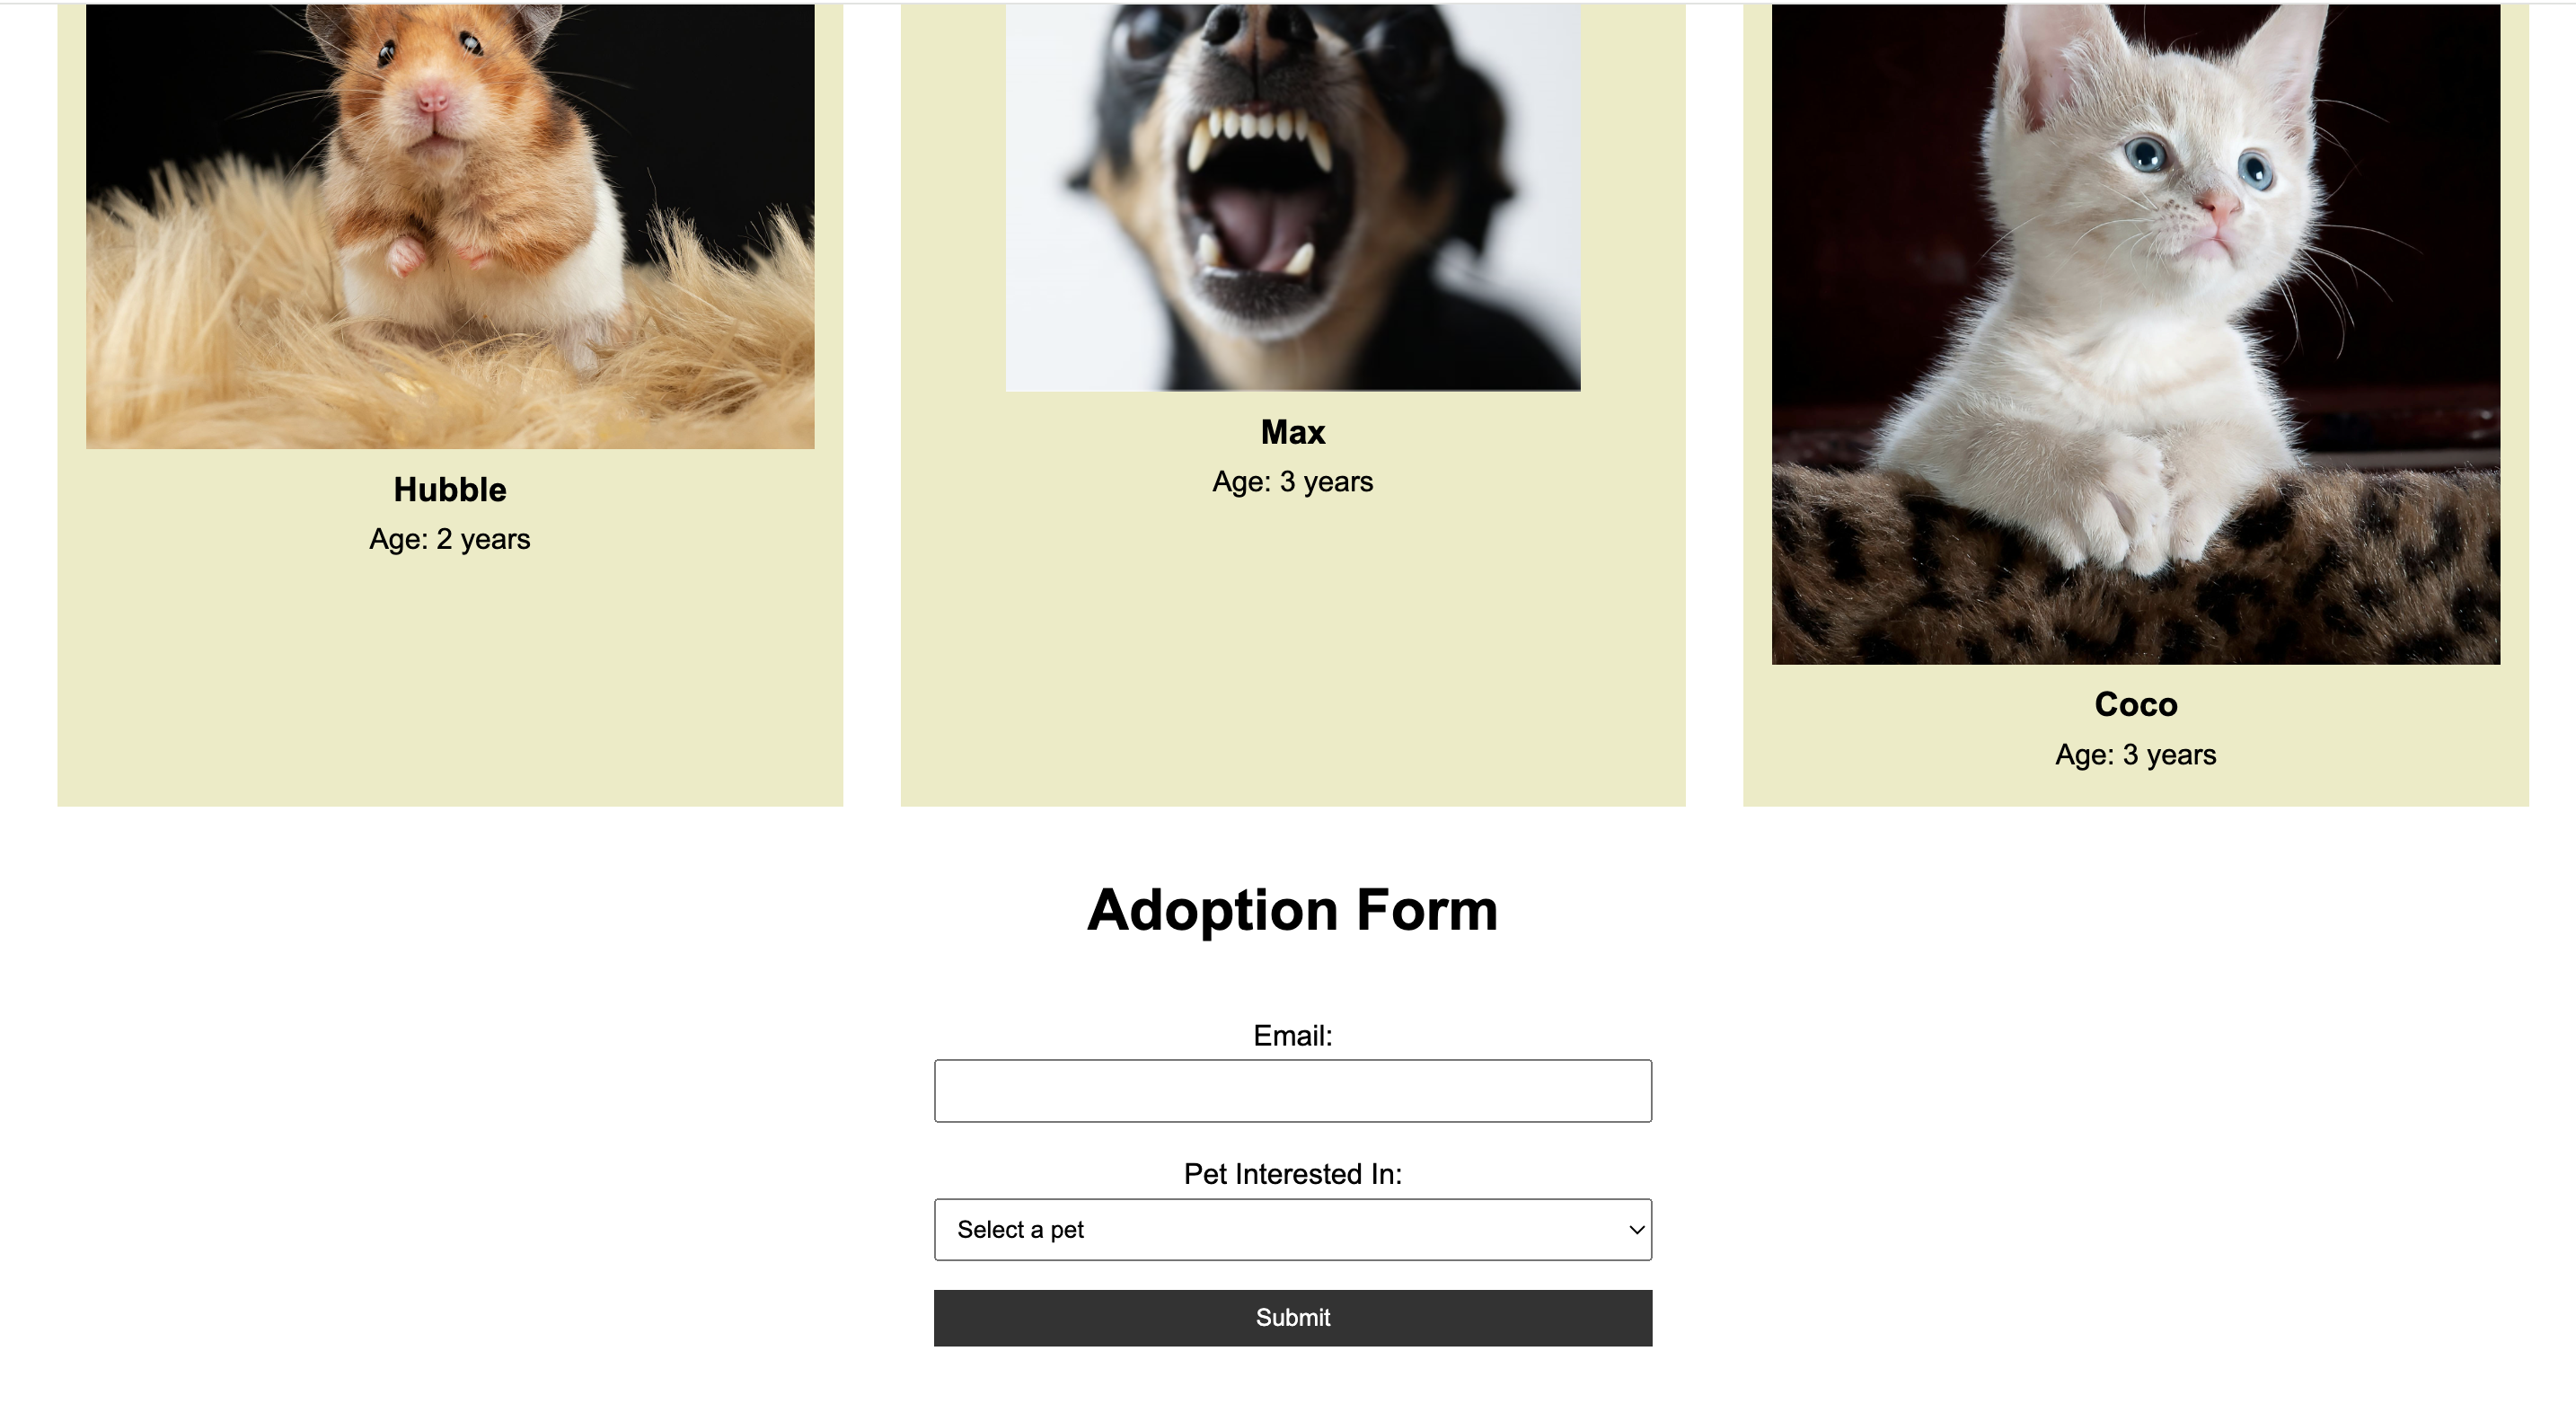 Hubble
Age: 2 years
Max
Age: 3 years
Coco
Age: 3 years
Adoption Form
Email:
Pet Interested In:
Select a pet
Submit